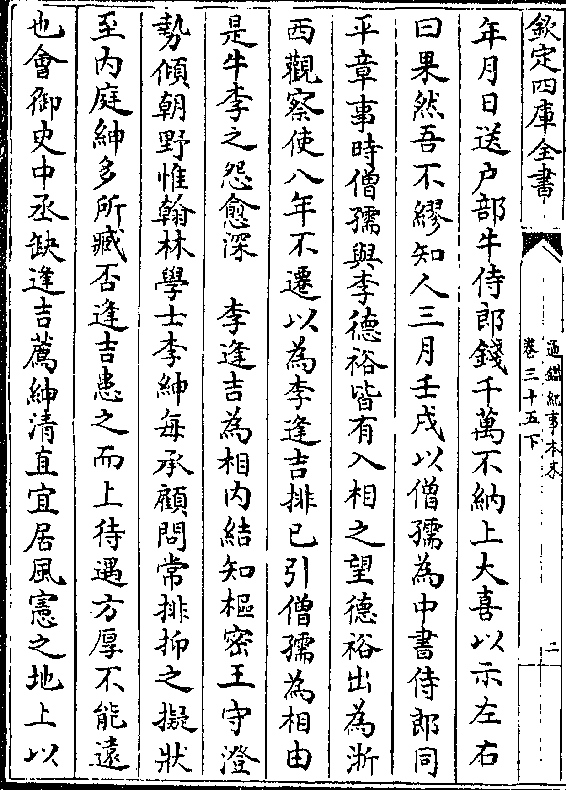 欽定四庫全書
通鑑紀事本末
卷三十五下
二
年月日送户部牛侍郎錢千萬不納上大喜以示左右
曰果然吾不繆知人三月壬戌以僧孺為中書侍郎同
平章事時僧孺與李德裕皆有入相之望德裕出為浙
西觀察使八年不遷以為李逢吉排已引僧孺為相由
是牛李之怨愈深　李逢吉為相内結知樞密王守澄
勢傾朝野惟翰林學士李紳每承顧問常排抑之擬狀
至内庭紳多所臧否逢吉患之而上待遇方厚不能遠
也會御史中丞缺逢吉薦紳清直宜居風憲之地上以